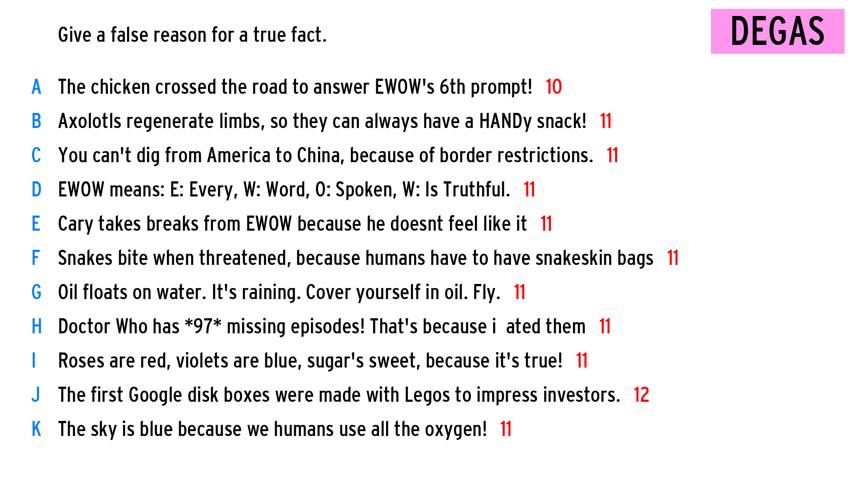 Give a false reason for a true fact.
DEGAS
A The chicken crossed the road to answer EWOW's 6th prompt! 10
B Axolotls regenerate limbs, so they can always have a HANDy snack! 11
C You can't dig from America to China, because of border restrictions. 11
D EWOW means: E: Every, W: Word, O: Spoken, W: Is Truthful. 11
E Cary takes breaks from EWOW because he doesnt feel like it 11
F Snakes bite when threatened, because humans have to have snakeskin bags 11
G Oil floats on water. It's raining. Cover yourself in oil. Fly. 11
H Doctor Who has *97* missing episodes! That's because i ated them 11
I Roses are red, violets are blue, sugar's sweet, because it's true! 11
J The first Google disk boxes were made with Legos to impress investors. 12
K The sky is blue because we humans use all the oxygen! 11